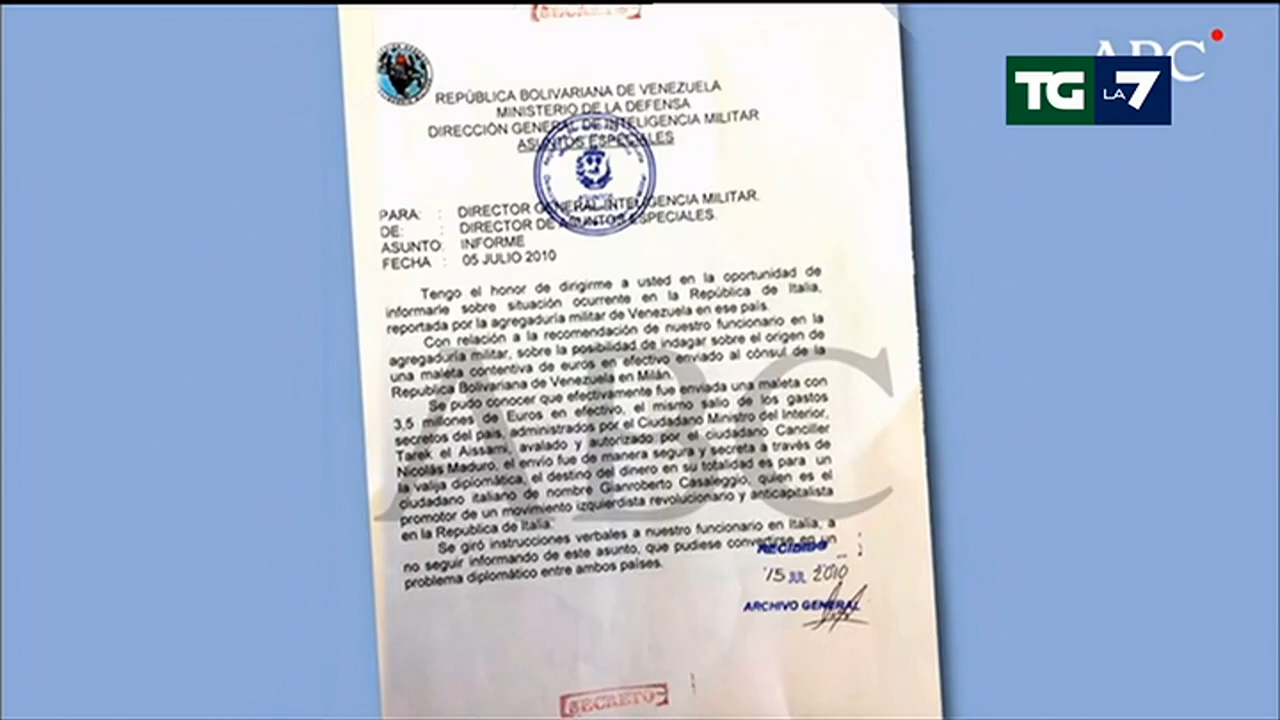 SECRETO
ABC
TG LA7
REPÚBLICA BOLIVARIANA DE VENEZUELA
MINISTERIO DE LA DEFENSA
DIRECCIÓN GENERAL DE INTELIGENCIA MILITAR
ASUNTOS ESPECIALES
PARA: : DIRECTOR GENERAL INTELIGENCIA MILITAR.
DE: : DIRECTOR DE ASUNTOS ESPECIALES.
ASUNTO: INFORME
FECHA : 05 JULIO 2010
Tengo el honor de dirigirme a usted en la oportunidad de
informarle sobre situación ocurrente en la República de Italia,
reportada por la agregaduría militar de Venezuela en ese país.
Con relación a la recomendación de nuestro funcionario en la
agregaduría militar, sobre la posibilidad de indagar sobre el origen de
una maleta contentiva de euros en efectivo enviado al cónsul de la
Republica Bolivariana de Venezuela en Milán.
Se pudo conocer que efectivamente fue enviada una maleta con
3,5 millones de Euros en efectivo, el mismo salio de los gastos
secretos del país, administrados por el Ciudadano Ministro del Interior,
Tarek el Aissami, avalado y autorizado por el ciudadano Canciller
Nicolás Maduro, el envío fue de manera segura y secreta a través de
la valija diplomática, el destino del dinero en su totalidad es para un
ciudadano italiano de nombre Gianroberto Casaleggio, quien es el
promotor de un movimiento izquierdista revolucionario y anticapitalista
en la Republica de Italia.
Se giró instrucciones verbales a nuestro funcionario en Italia, a
no seguir informando de este asunto, que pudiese convertirse en un
problema diplomático entre ambos países.
ABC
RECIBIDO
15 JUL 2010
ARCHIVO GENERAL
SECRETO